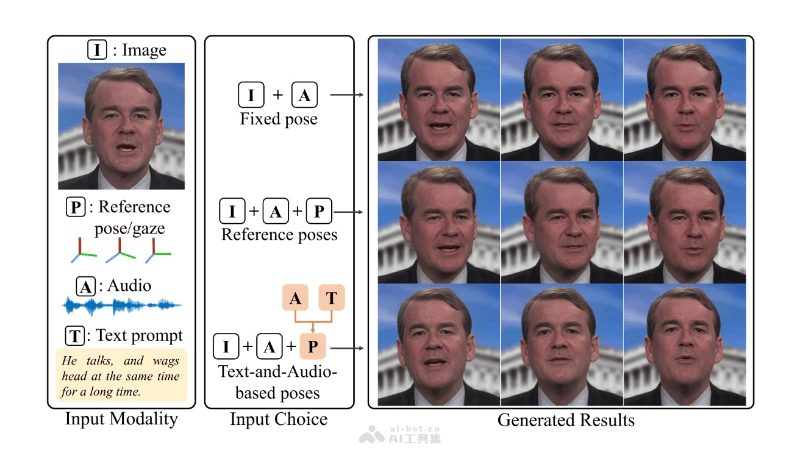 I : Image
P : Reference
pose/gaze
A : Audio
T : Text prompt
He talks, and wags
head at the same time
for a long time.
Input Modality
I + A
Fixed pose
I + A + P
Reference poses
A T
I + A + P
Text-and-Audio-
based poses
Input Choice
Generated Results
ai-bot.cn
AI工具集